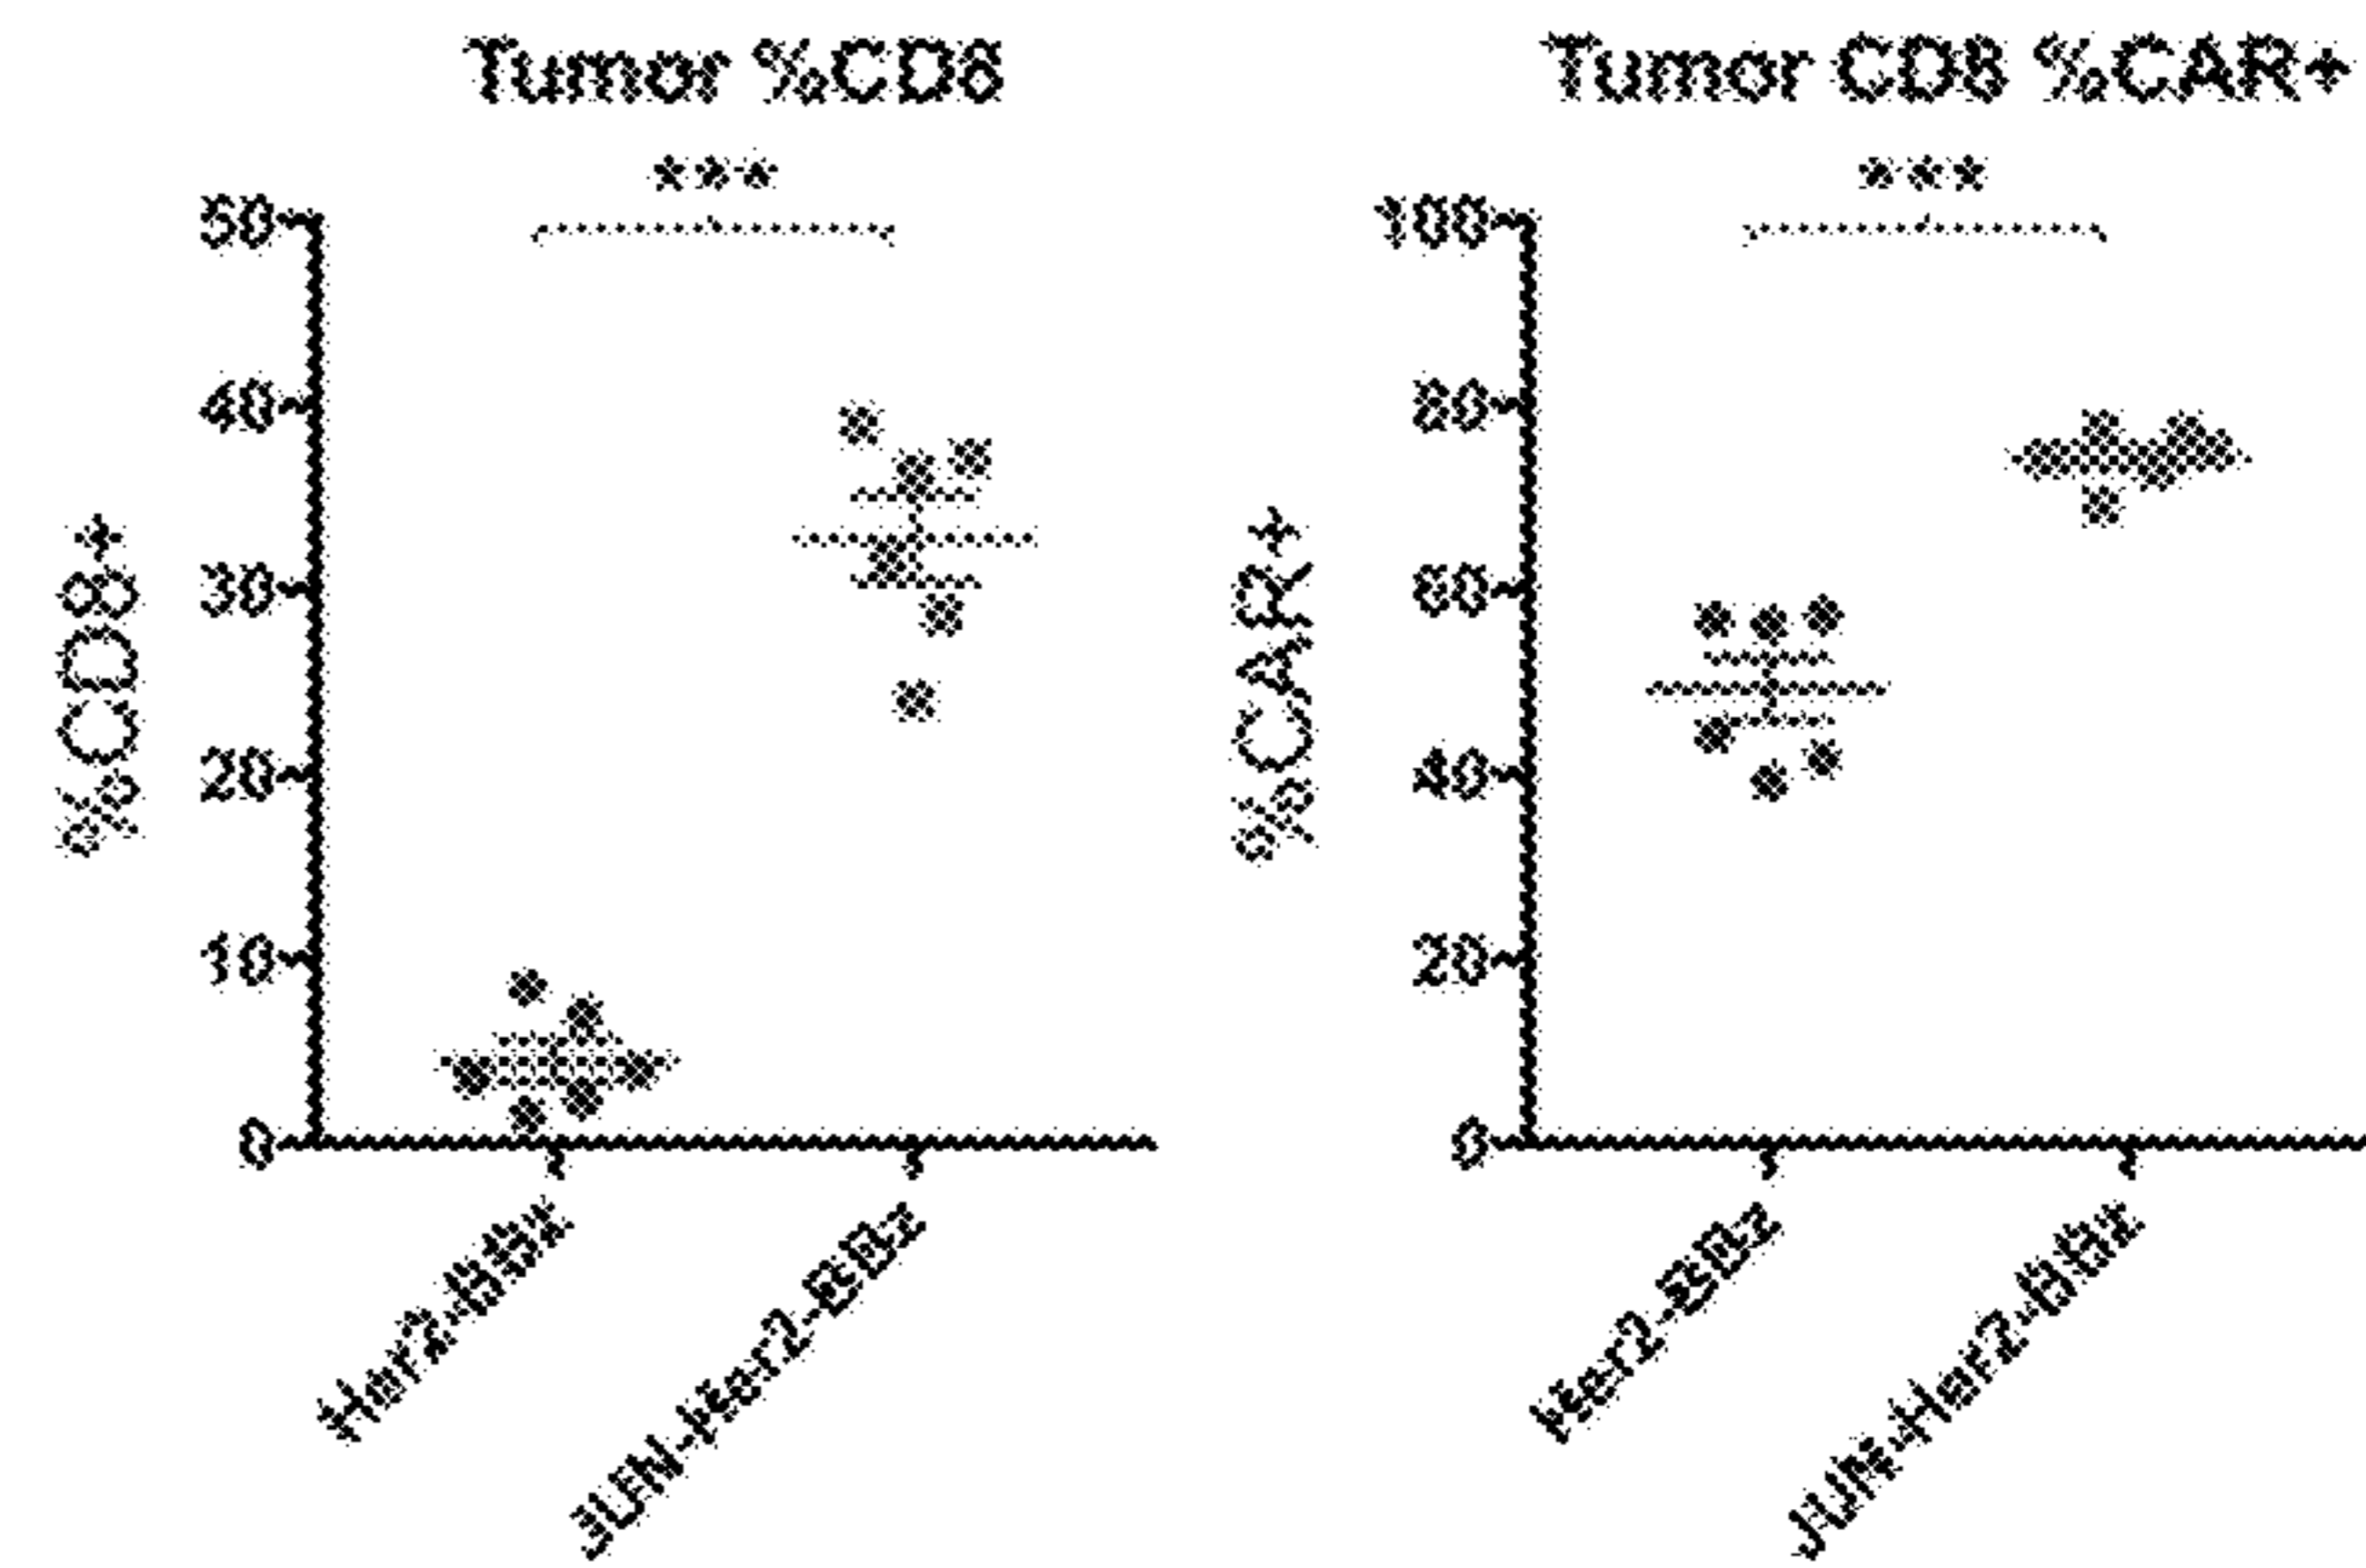 Tumor %CD8
***
50
40
30
20
10
0
%CD8+
Her2-BBz
JUN-Her2-BBz
Tumor CD8 %CAR+
***
100
80
60
40
20
0
%CAR+
Her2-BBz
JUN-Her2-BBz